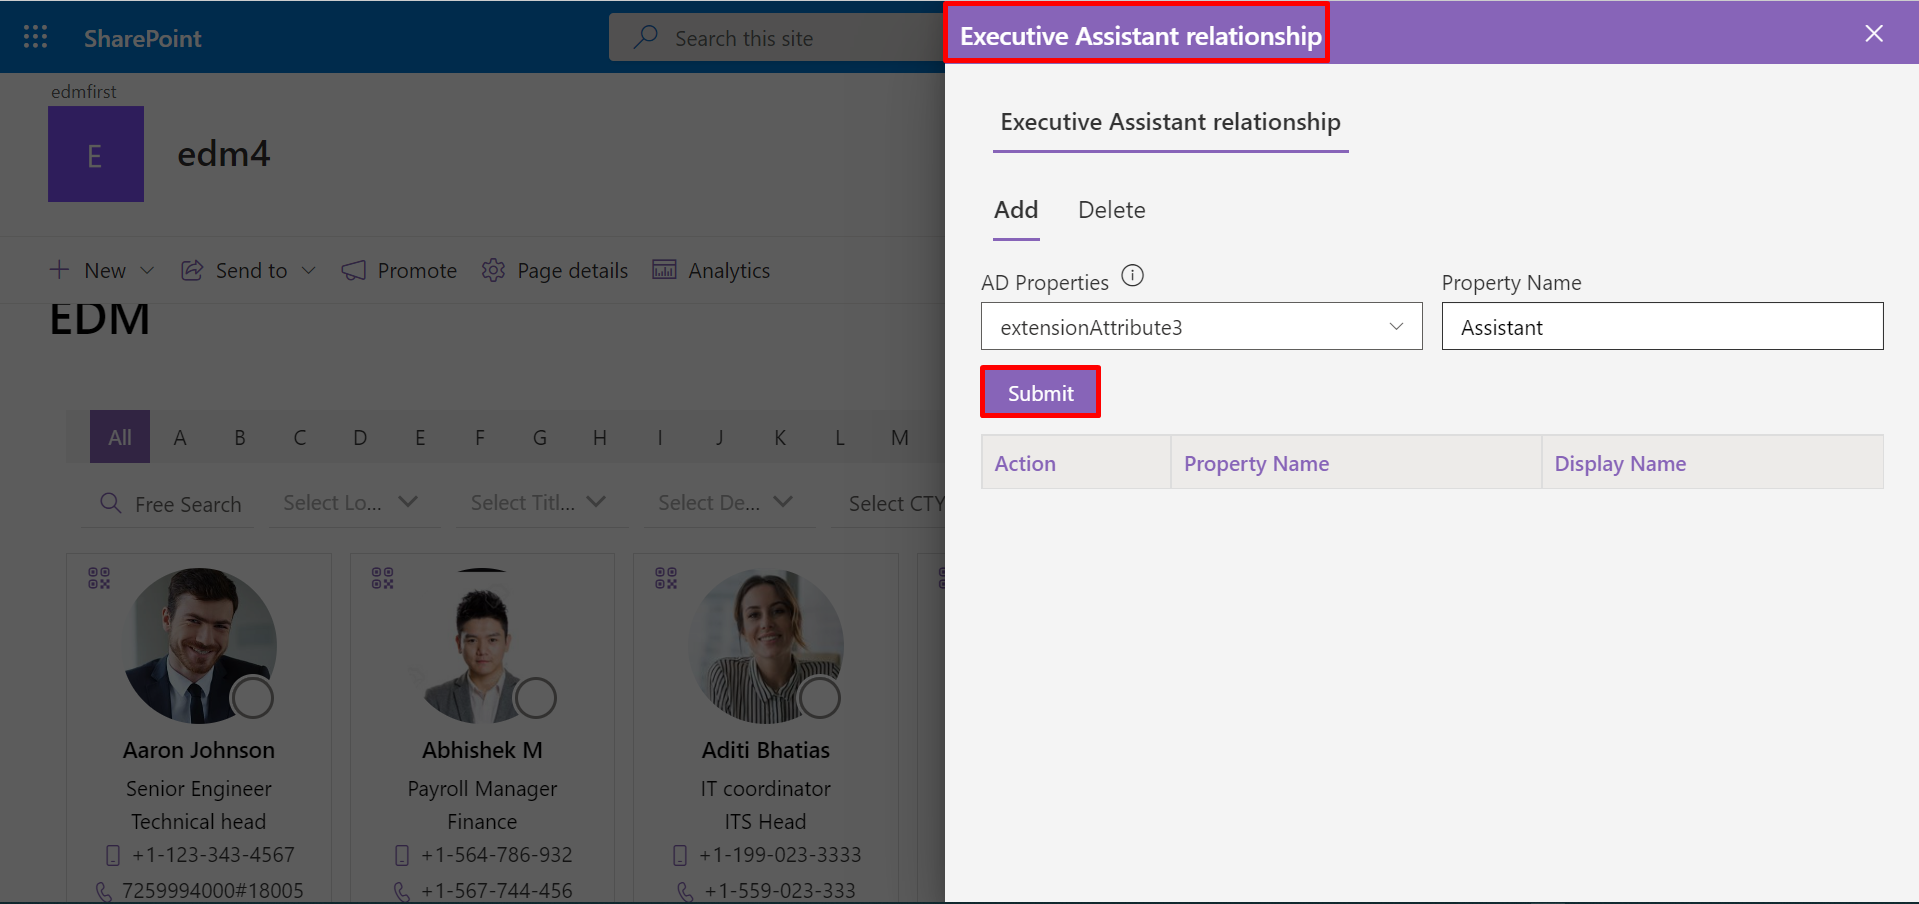 SharePoint
Search this site
edmfirst
E
edm4
New
Send to
Promote
Page details
Analytics
EDM
All A B C D E F G H I J K L M
Free Search
Select Lo...
Select Titl...
Select De...
Select CTY
Aaron Johnson
Senior Engineer
Technical head
+1-123-343-4567
7259994000#18005
Abhishek M
Payroll Manager
Finance
+1-564-786-932
+1-567-744-456
Aditi Bhatias
IT coordinator
ITS Head
+1-199-023-3333
+1-559-023-333
Executive Assistant relationship
Executive Assistant relationship
Add
Delete
AD Properties
Property Name
extensionAttribute3
Assistant
Submit
Action
Property Name
Display Name